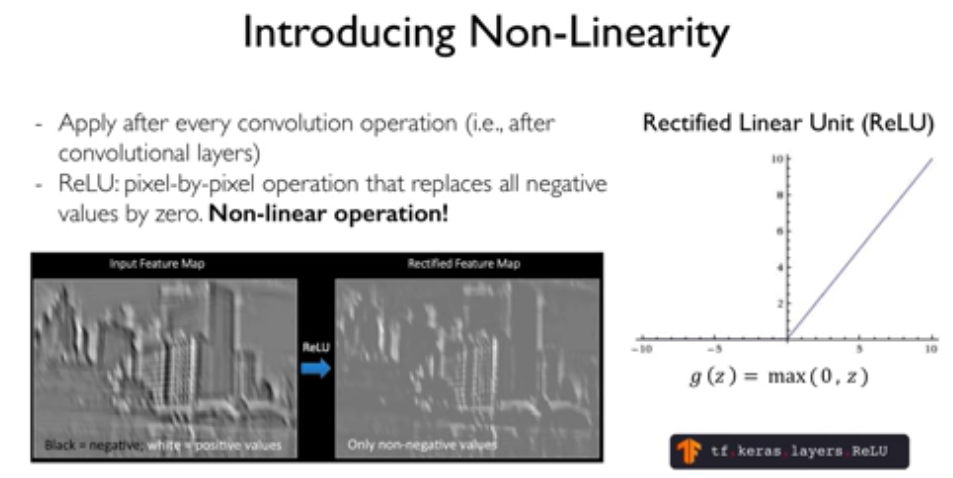 Introducing Non-Linearity
- Apply after every convolution operation (i.e., after
convolutional layers)
- ReLU: pixel-by-pixel operation that replaces all negative
values by zero. Non-linear operation!
Input Feature Map
Rectified Feature Map
ReLU
Black = negative; white = positive values
Only non-negative values
Rectified Linear Unit (ReLU)
10
8
6
4
2
-10 -5 5 10
g(z) = max(0, z)
tf.keras.layers.ReLU